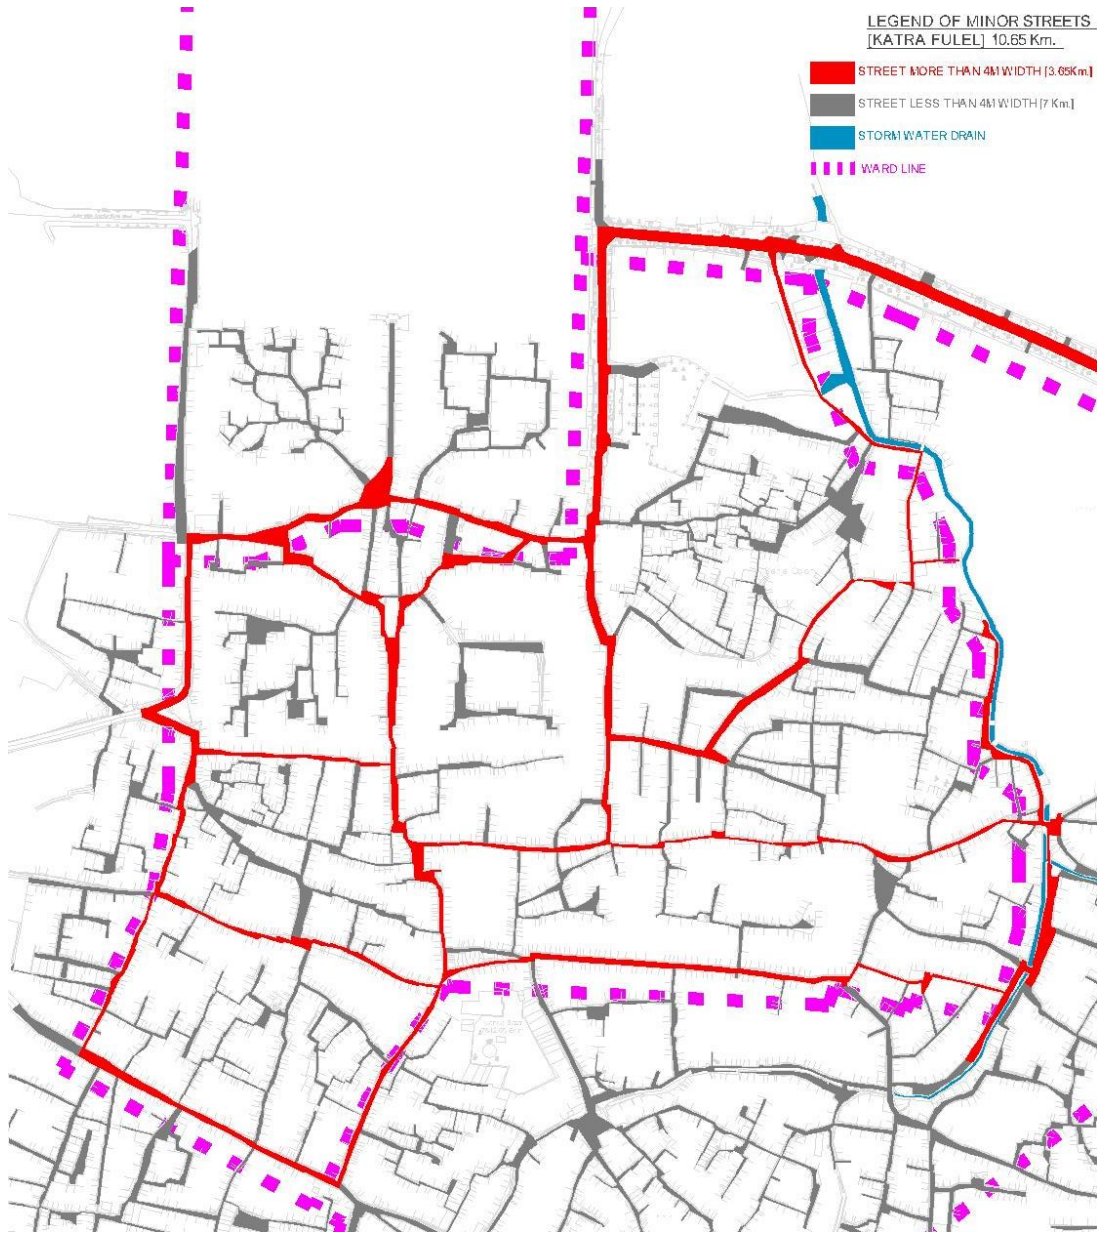 LEGEND OF MINOR STREETS
[KATRA FULEL] 10.65 Km.
STREET MORE THAN 4M WIDTH [3.65Km.]
STREET LESS THAN 4M WIDTH [7 Km.]
STORM WATER DRAIN
WARD LINE